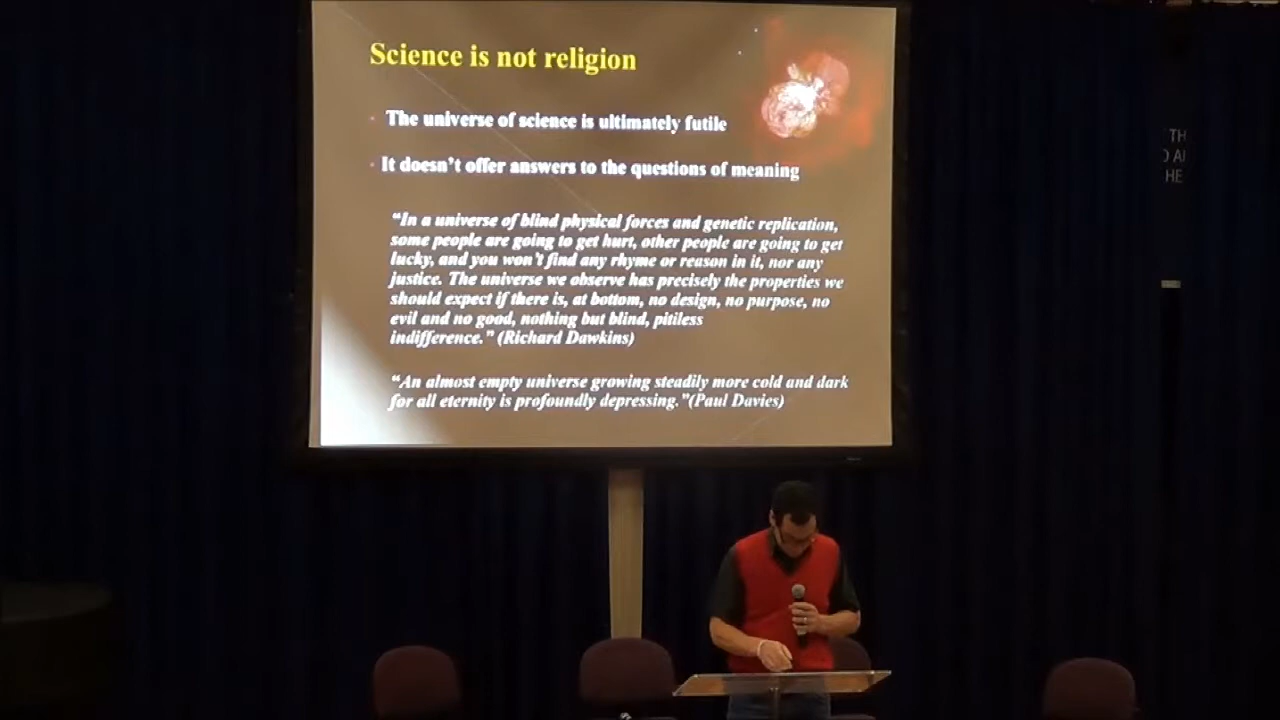 Science is not religion
The universe of science is ultimately futile
It doesn't offer answers to the questions of meaning
"In a universe of blind physical forces and genetic replication,
some people are going to get hurt, other people are going to get
lucky, and you won't find any rhyme or reason in it, nor any
justice. The universe we observe has precisely the properties we
should expect if there is, at bottom, no design, no purpose, no
evil and no good, nothing but blind, pitiless
indifference." (Richard Dawkins)
"An almost empty universe growing steadily more cold and dark
for all eternity is profoundly depressing."(Paul Davies)
TH
HE